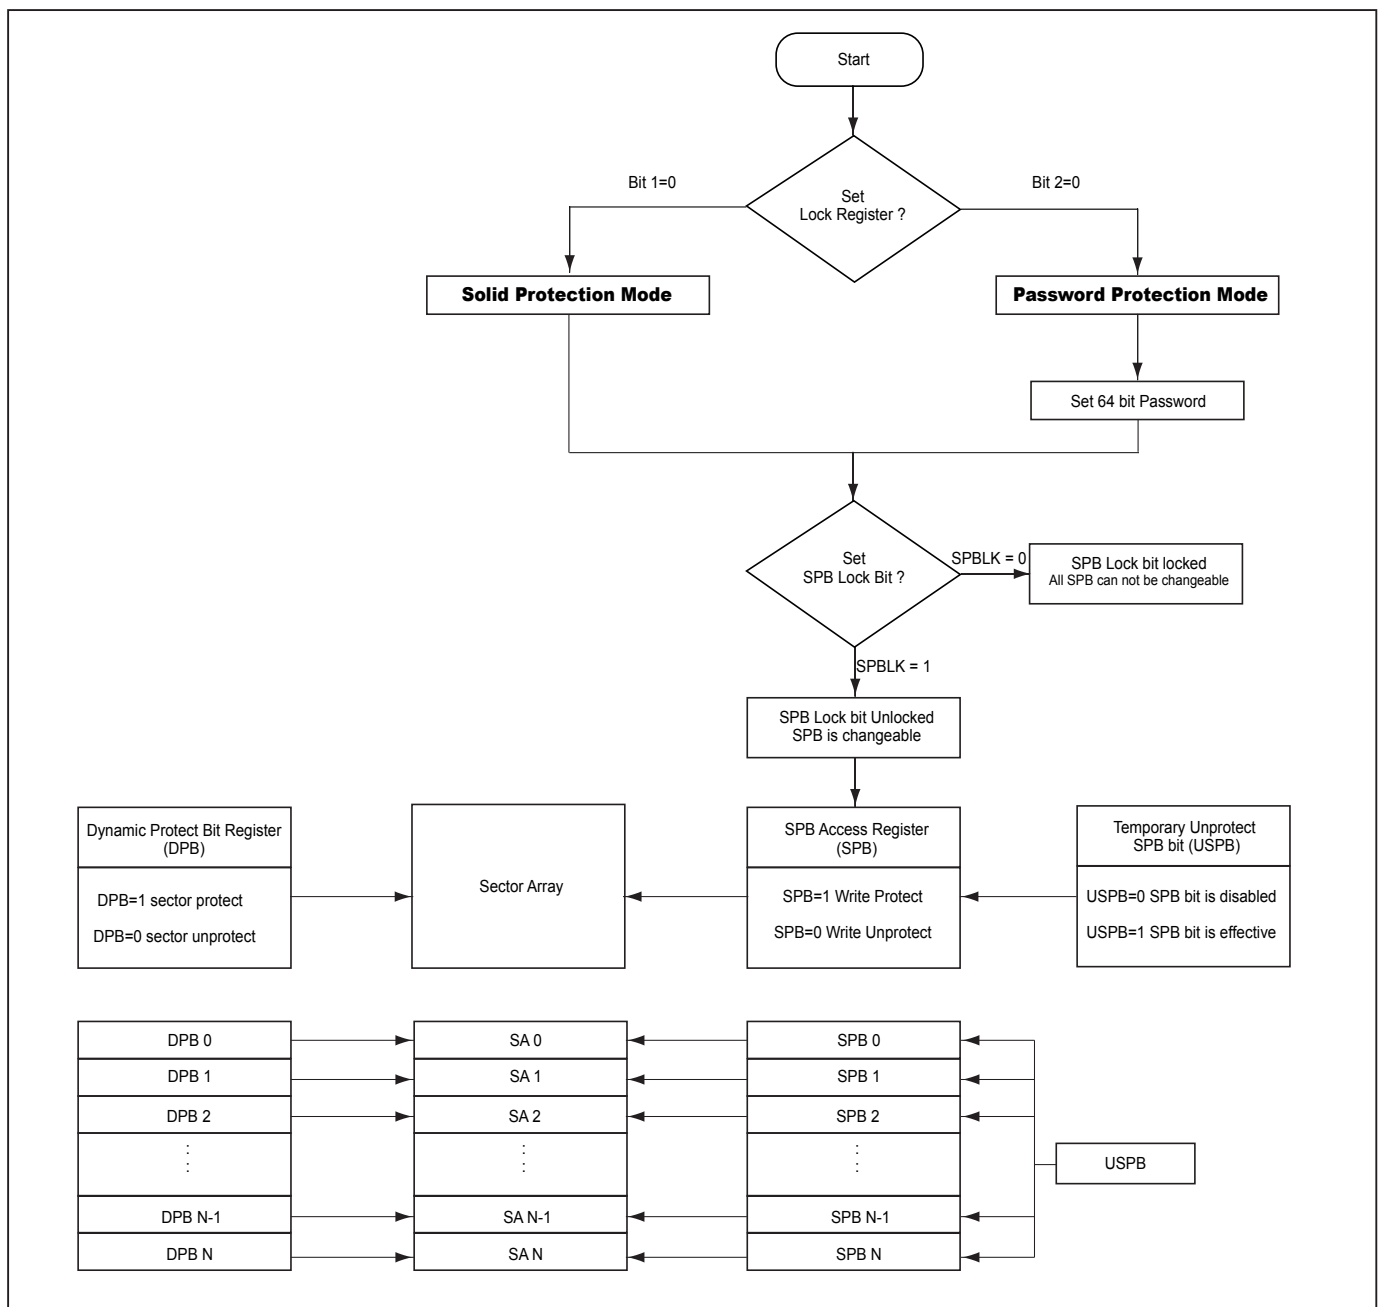 Start
Bit 1=0
Bit 2=0
Set
Lock Register ?
Solid Protection Mode
Password Protection Mode
Set 64 bit Password
Set
SPB Lock Bit ?
SPBLK = 0
SPB Lock bit locked
All SPB can not be changeable
SPBLK = 1
SPB Lock bit Unlocked
SPB is changeable
Dynamic Protect Bit Register
(DPB)
DPB=1 sector protect
DPB=0 sector unprotect
Sector Array
SPB Access Register
(SPB)
SPB=1 Write Protect
SPB=0 Write Unprotect
Temporary Unprotect
SPB bit (USPB)
USPB=0 SPB bit is disabled
USPB=1 SPB bit is effective
DPB 0
SA 0
SPB 0
DPB 1
SA 1
SPB 1
DPB 2
SA 2
SPB 2
USPB
DPB N-1
SA N-1
SPB N-1
DPB N
SA N
SPB N